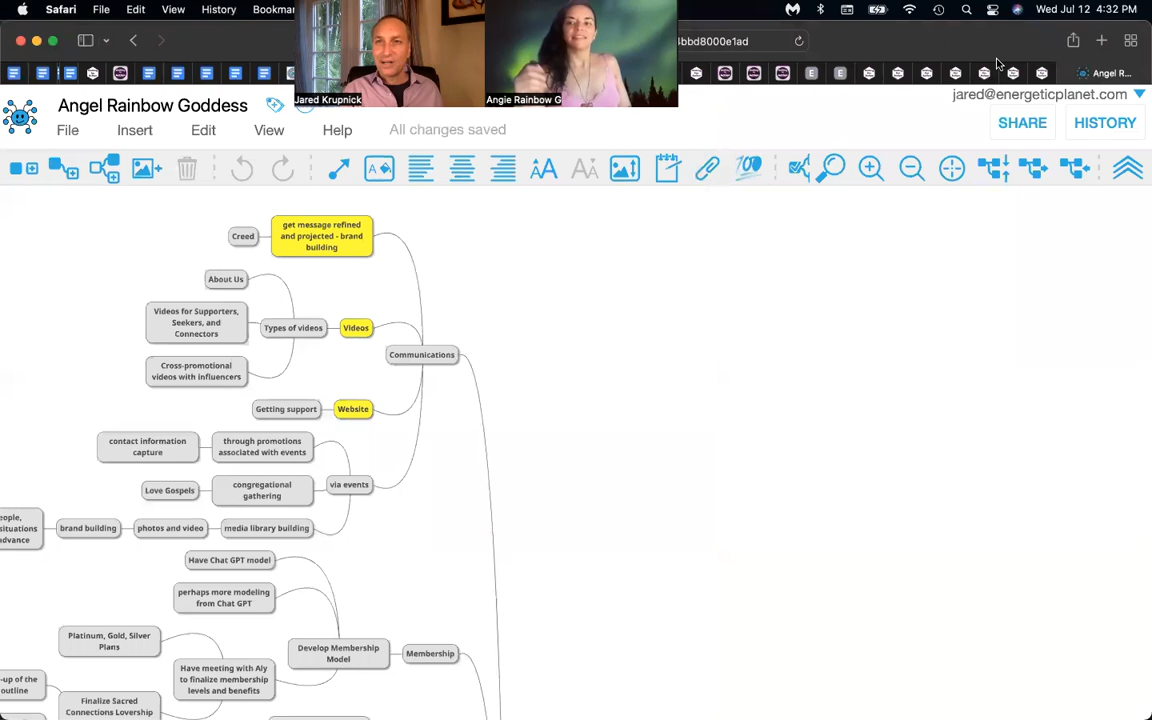 Safari File Edit View History Bookmar
Wed Jul 12 4:32 PM
bbd8000e1ad
Angel R...
Jared Krupnick
Angie Rainbow G
Angel Rainbow Goddess
jared@energeticplanet.com
File Insert Edit View Help All changes saved
SHARE HISTORY
get message refined
and projected - brand
building
Creed
About Us
Videos for Supporters,
Seekers, and
Connectors
Types of videos
Videos
Cross-promotional
videos with influencers
Communications
Getting support
Website
contact information
capture
through promotions
associated with events
Love Gospels
congregational
gathering
via events
eople,
situations
advance
brand building
photos and video
media library building
Have Chat GPT model
perhaps more modeling
from Chat GPT
Platinum, Gold, Silver
Plans
Develop Membership
Model
Membership
Have meeting with Aly
to finalize membership
levels and benefits
-up of the
outline
Finalize Sacred
Connections Lovership